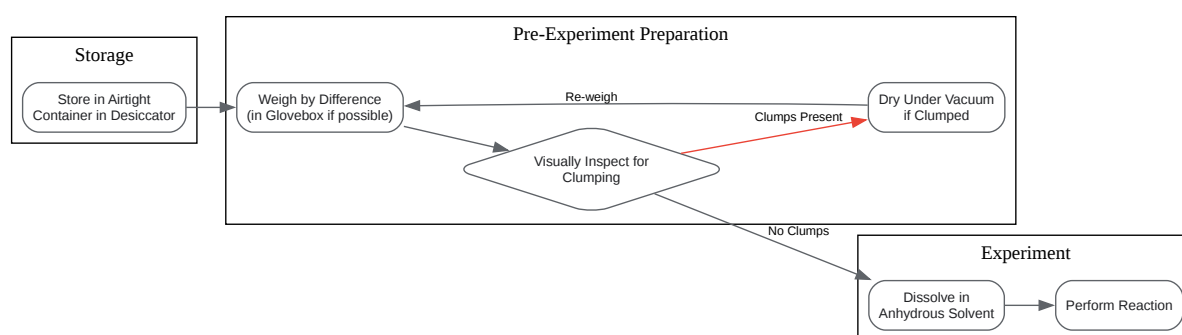 Storage
Store in Airtight
Container in Desiccator
Pre-Experiment Preparation
Weigh by Difference
(in Glovebox if possible)
Re-weigh
Clumps Present
Dry Under Vacuum
if Clumped
Visually Inspect for
Clumping
No Clumps
Experiment
Dissolve in
Anhydrous Solvent
Perform Reaction